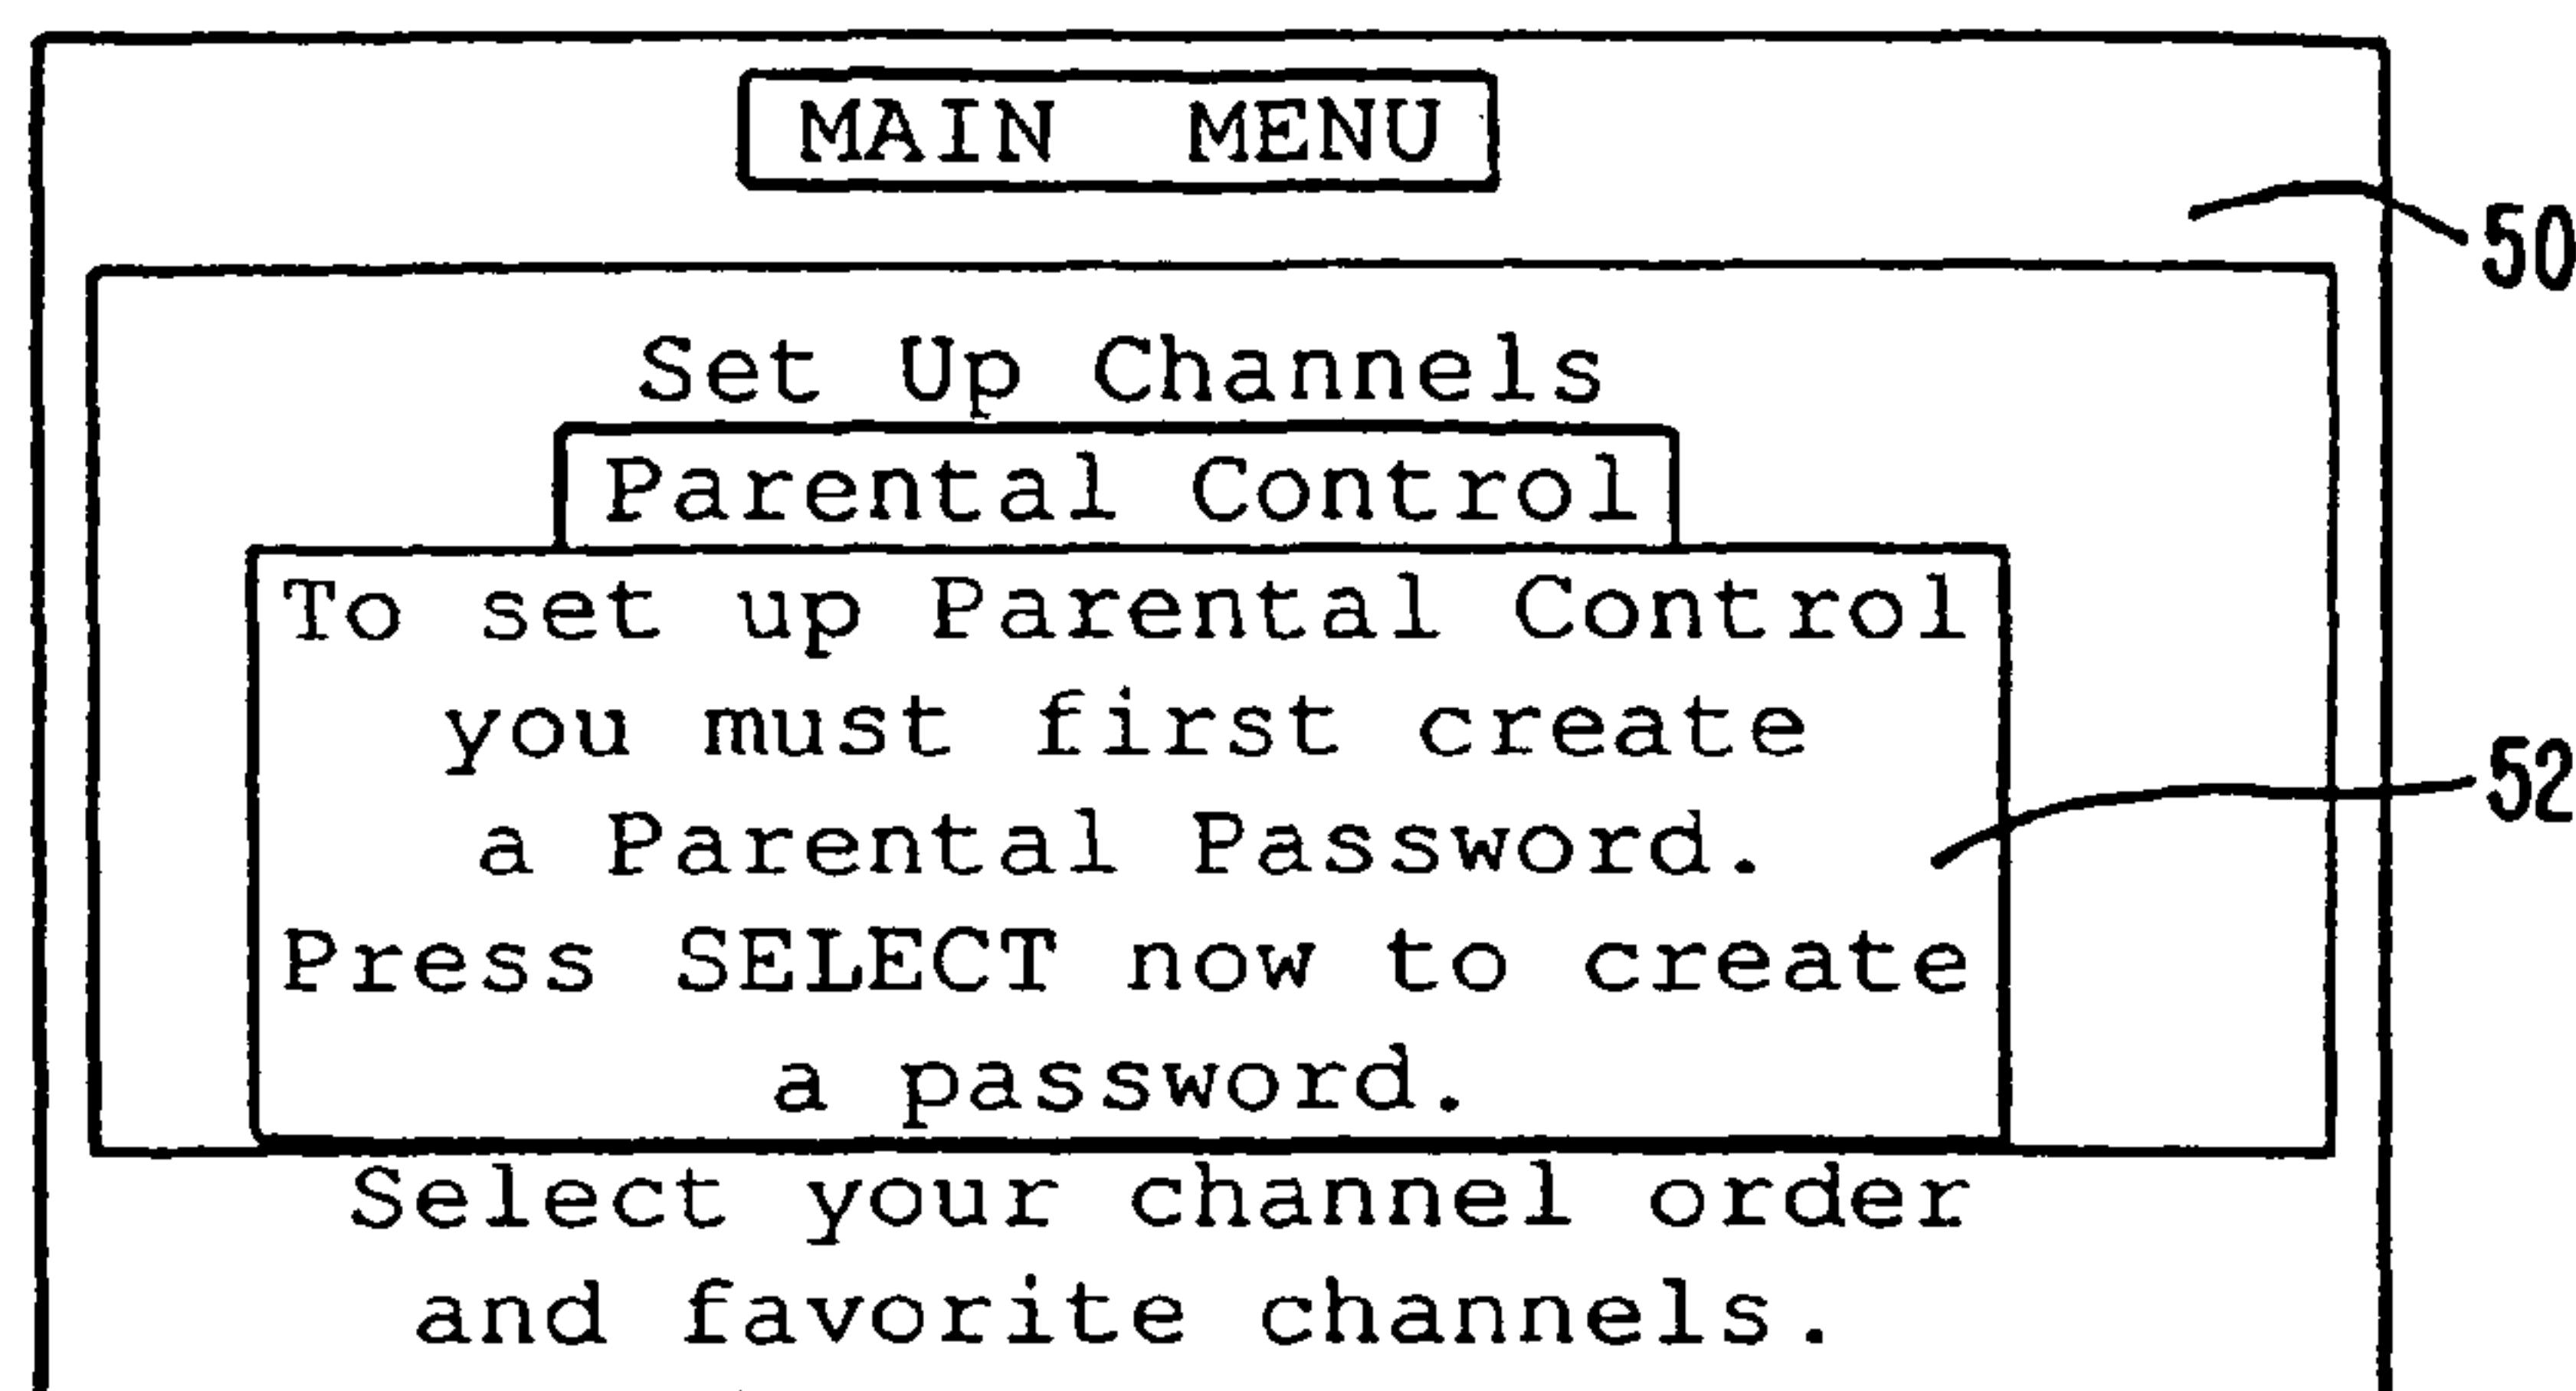 MAIN MENU
50
Set Up Channels
Parental Control
To set up Parental Control
you must first create
52
a Parental Password.
Press SELECT now to create
a password.
Select your channel order
and favorite channels.